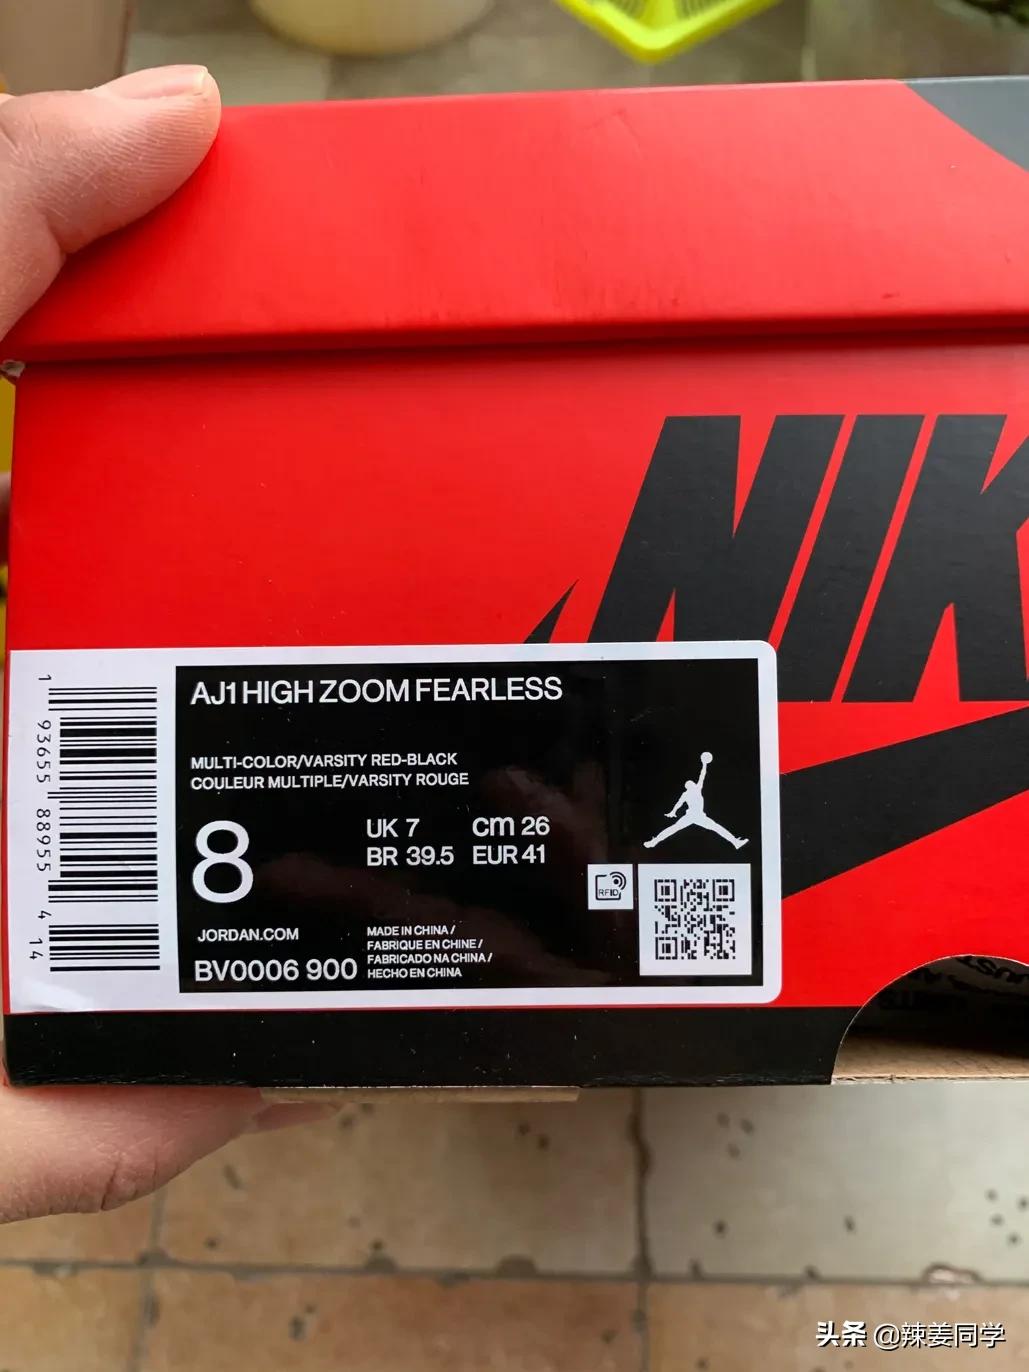 NIK
AJ1 HIGH ZOOM FEARLESS
MULTI-COLOR/VARSITY RED-BLACK
COULEUR MULTIPLE/VARSITY ROUGE
8
UK 7 cm 26
BR 39.5 EUR 41
RFID
JORDAN.COM
BV0006 900
MADE IN CHINA /
FABRIQUE EN CHINE /
FABRICADO NA CHINA /
HECHO EN CHINA
1 93655 88955 4 14
头条 @辣姜同学